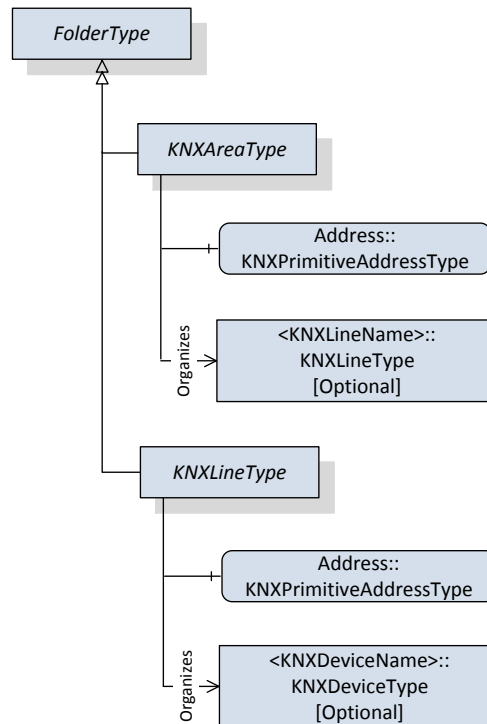 FolderType
KNXAreaType
Address::
KNXPrimitiveAddressType
<KNXLineName>::
KNXLineType
[Optional]
Organizes
KNXLineType
Address::
KNXPrimitiveAddressType
<KNXDeviceName>::
KNXDeviceType
[Optional]
Organizes